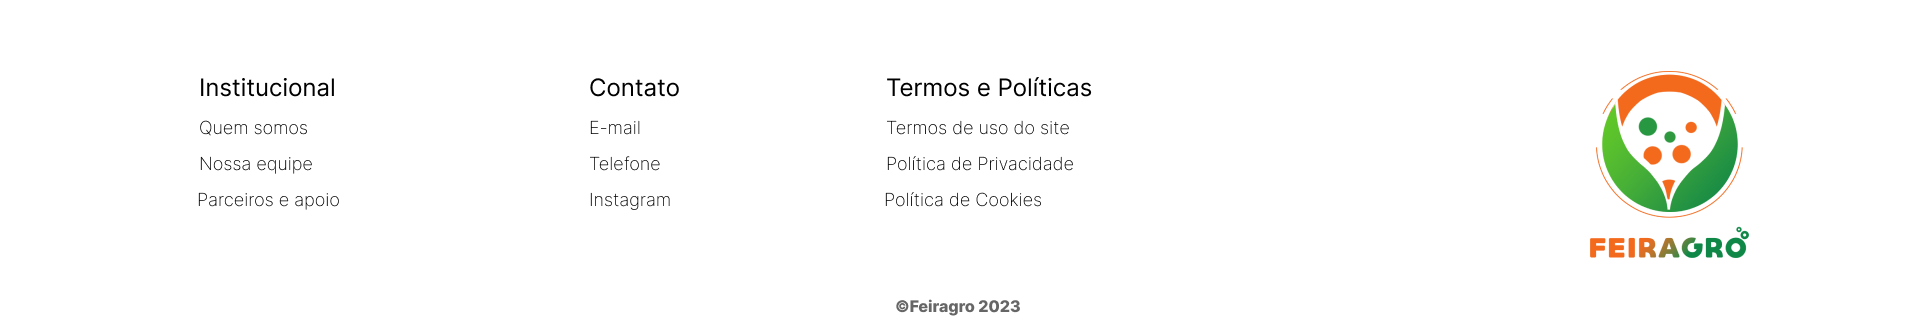 Institucional
Quem somos
Nossa equipe
Parceiros e apoio
Contato
E-mail
Telefone
Instagram
Termos e Políticas
Termos de uso do site
Política de Privacidade
Política de Cookies
FEIRAGRO
©Feiragro 2023